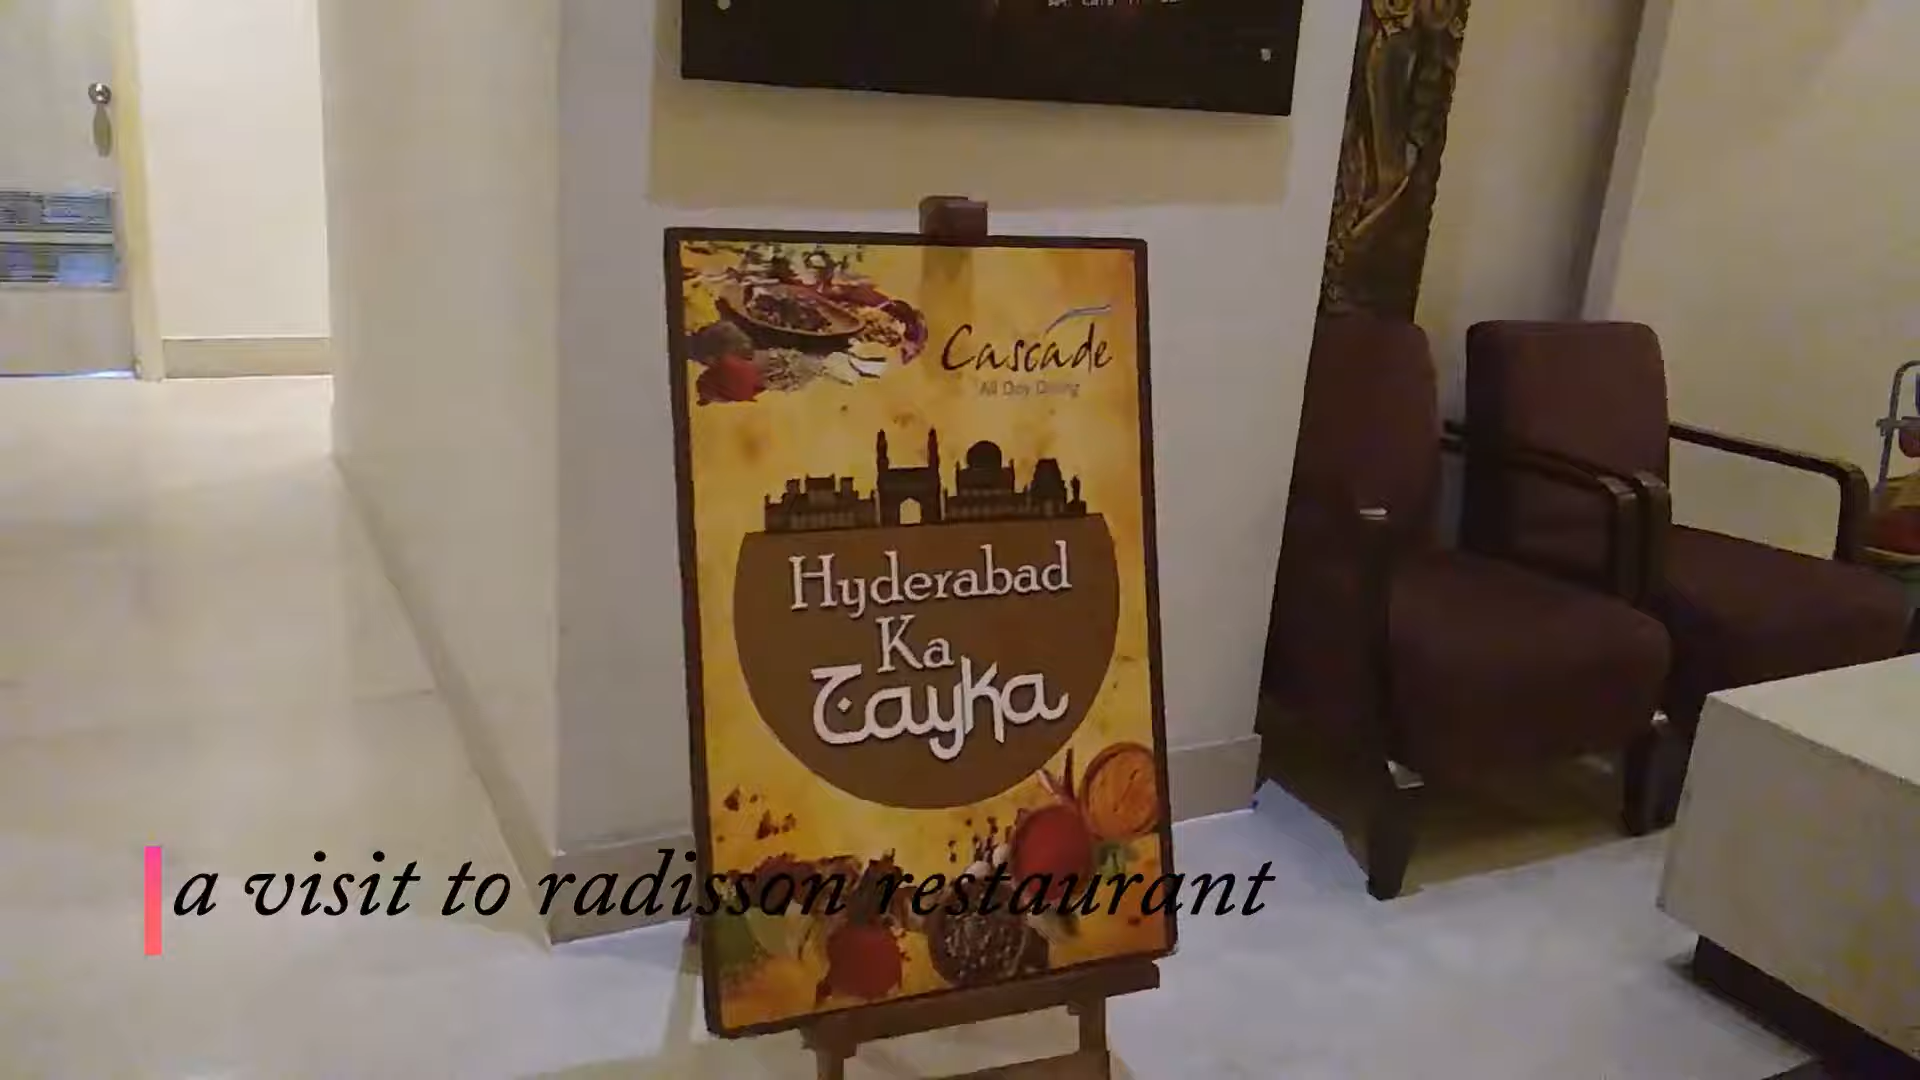 Cascade
All Day Dining
Hyderabad
Ka
Zayka
a visit to radisson restaurant